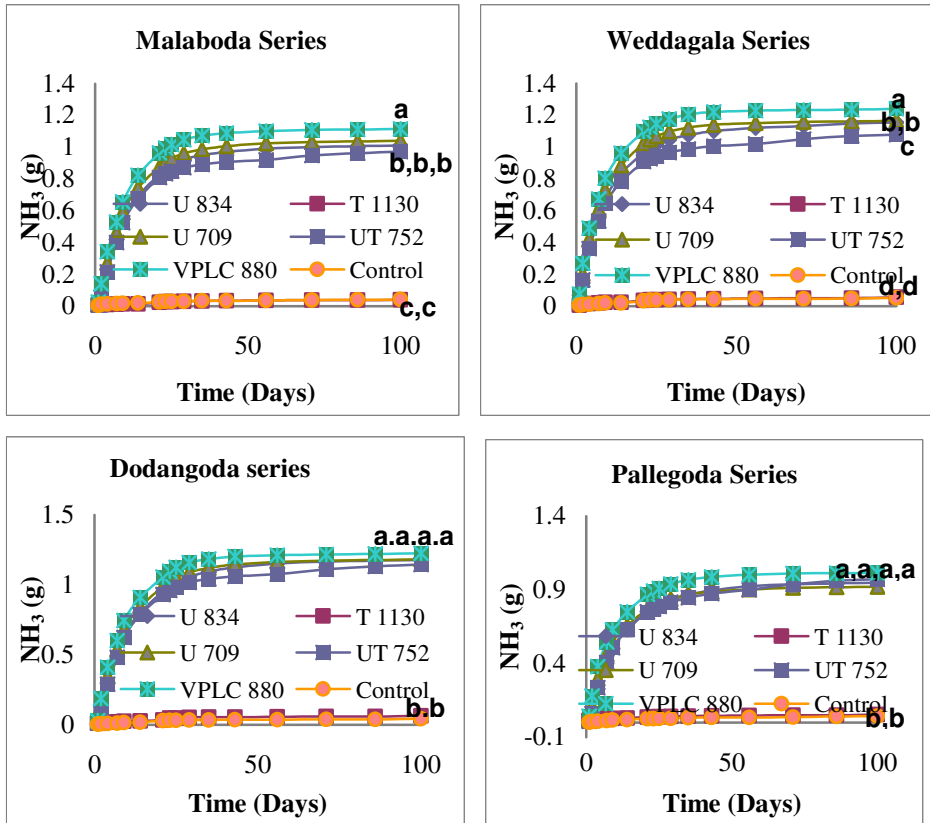 Malaboda Series
NH3 (g)
1.4
1.2
1
0.8
0.6
0.4
0.2
0
a
b,b,b
c,c
U 834 T 1130
U 709 UT 752
VPLC 880 Control
0 50 100
Time (Days)
Weddagala Series
NH3 (g)
1.4
1.2
1
0.8
0.6
0.4
0.2
0
a
b,b
c
d,d
U 834 T 1130
U 709 UT 752
VPLC 880 Control
0 50 100
Time (Days)
Dodangoda series
NH3 (g)
1.5
1
0.5
0
a.a.a.a
b,b
U 834 T 1130
U 709 UT 752
VPLC 880 Control
0 50 100
Time (Days)
Pallegoda Series
NH3 (g)
1.4
0.9
0.4
-0.1
a,a,a,a
b,b
U 834 T 1130
U 709 UT 752
VPLC 880 Control
0 50 100
Time (Days)